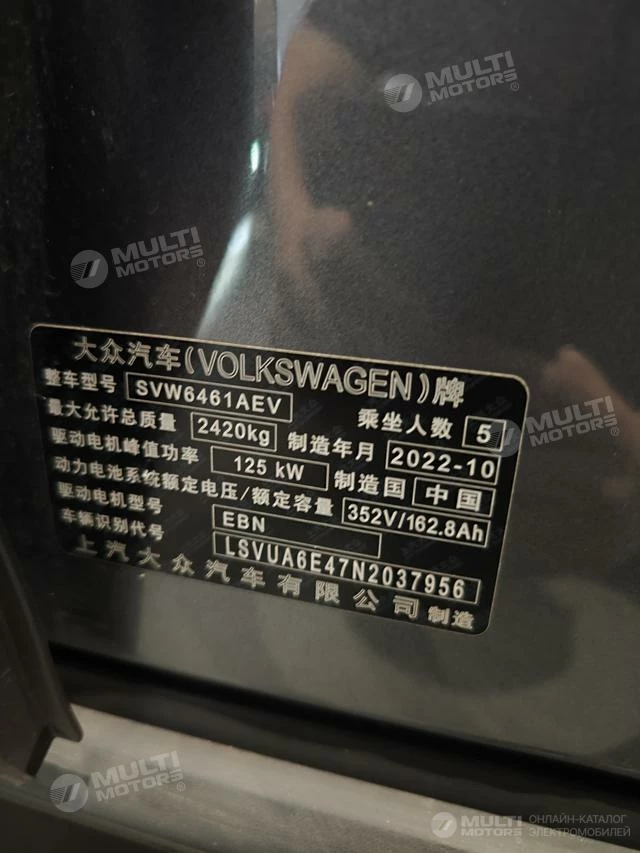 MULTI
MOTORS®
MULTI
MOTORS®
大众汽车(VOLKSWAGEN)牌
整车型号 SVW6461AEV 乘坐人数 5
最大允许总质量 2420kg 制造年月 2022-10
驱动电机峰值功率 125 kW 制造国 中国
动力电池系统额定电压/额定容量 352V/162.8Ah
驱动电机型号 EBN
车辆识别代号 LSVUA6E47N2037956
上汽大众汽车有限公司 制造
MULTI
MOTORS®
MULTI
MOTORS®
MULTI
MOTORS®
ОНЛАЙН-КАТАЛОГ
ЭЛЕКТРОМОБИЛЕЙ